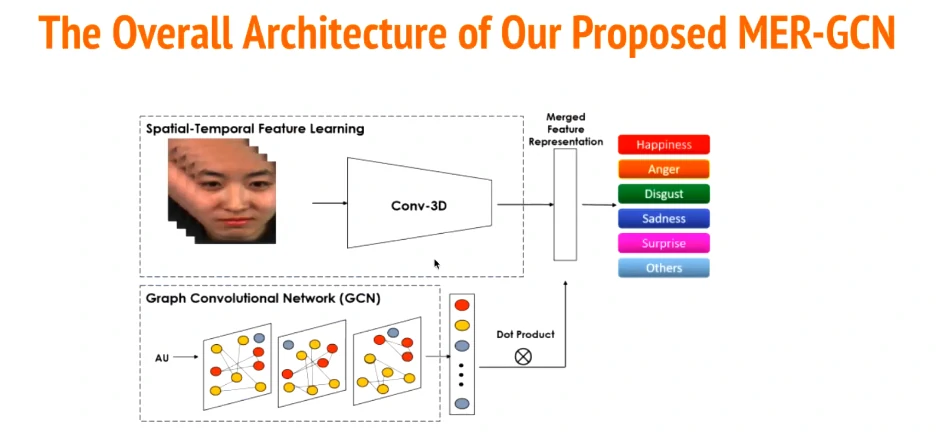 The Overall Architecture of Our Proposed MER-GCN
Spatial-Temporal Feature Learning
Conv-3D
Merged
Feature
Representation
Happiness
Anger
Disgust
Sadness
Surprise
Others
Graph Convolutional Network (GCN)
AU
Dot Product